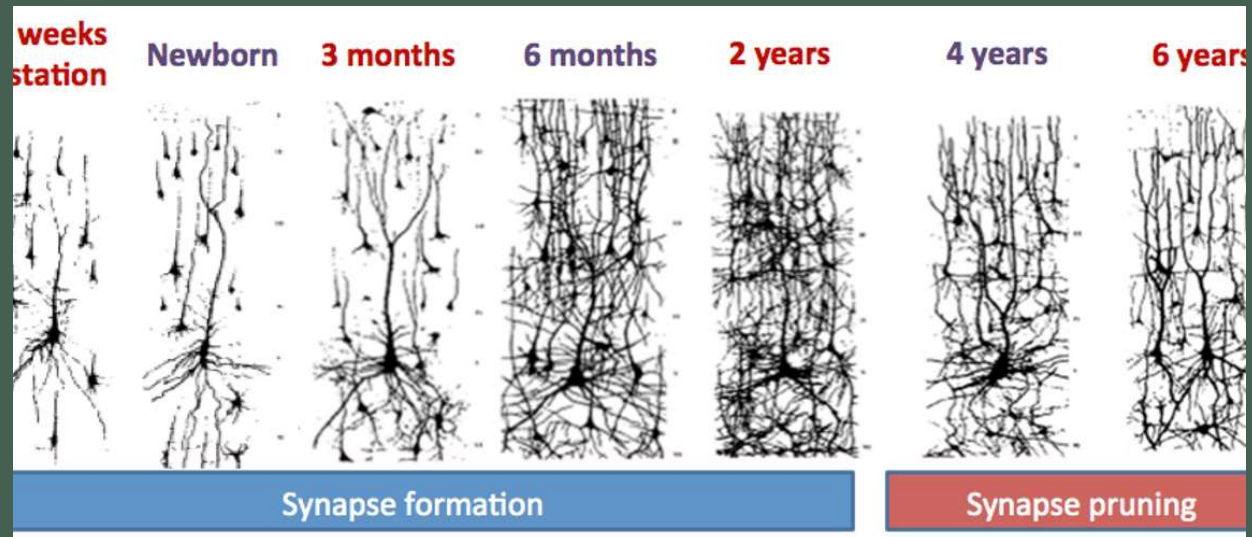 weeks
station
Newborn
3 months
6 months
2 years
4 years
6 years
Synapse formation
Synapse pruning